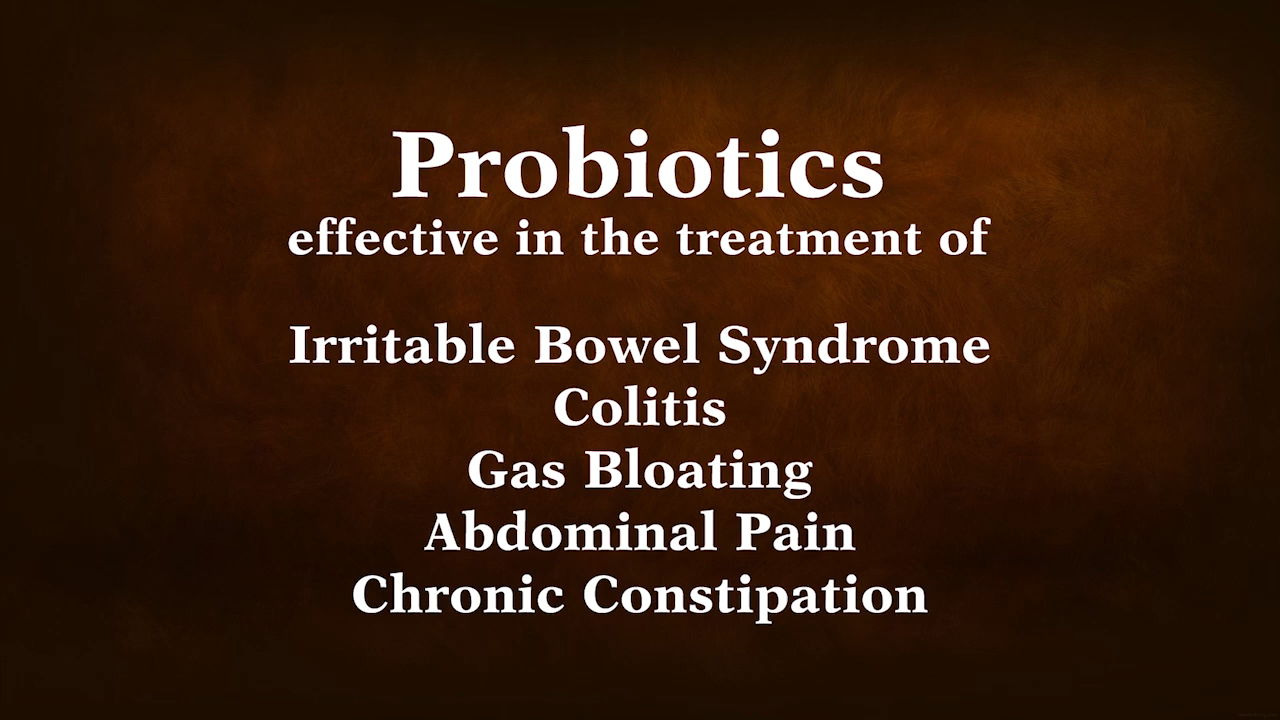 Probiotics
effective in the treatment of
Irritable Bowel Syndrome
Colitis
Gas Bloating
Abdominal Pain
Chronic Constipation